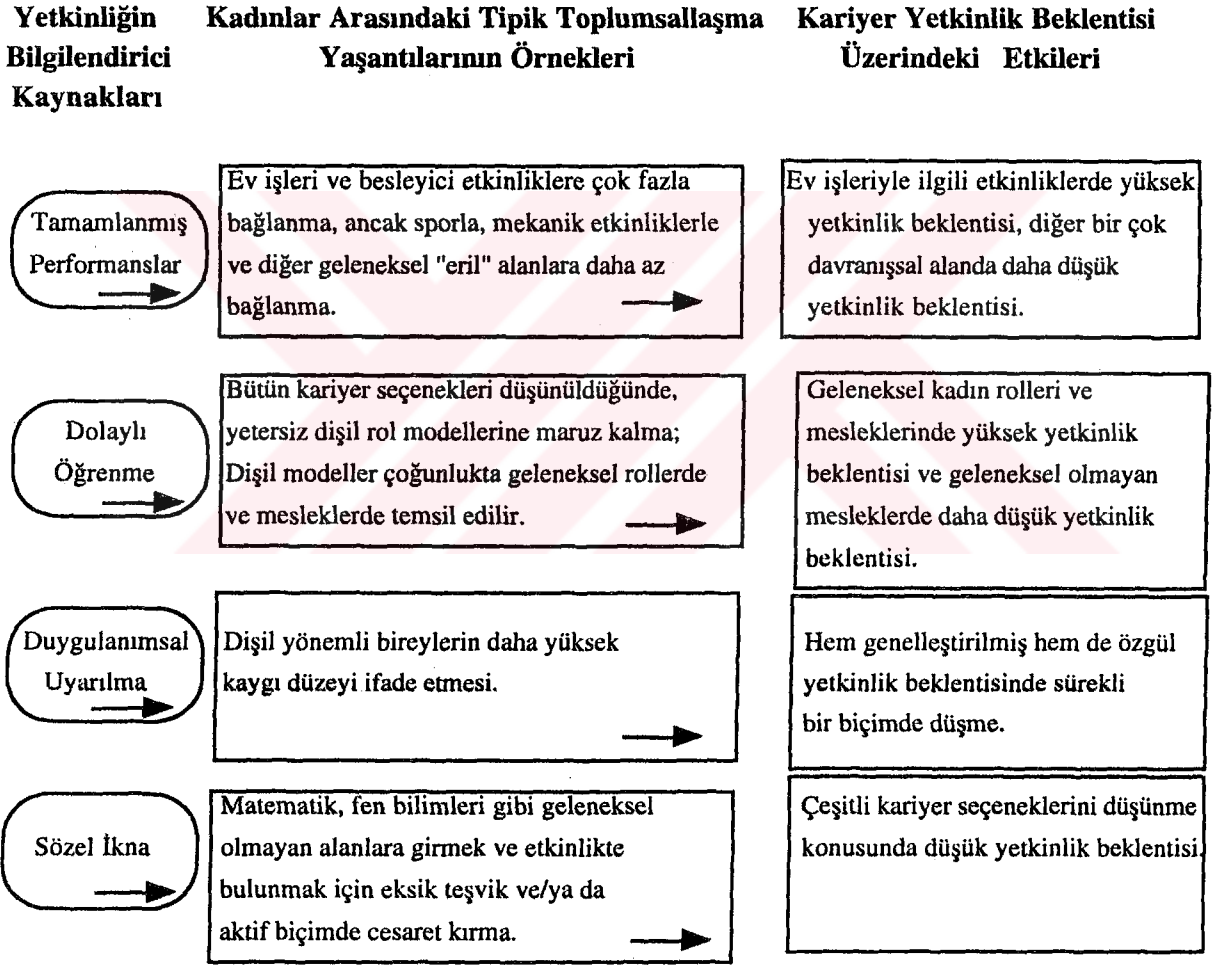 Yetkinliğin
Bilgilendirici
Kaynakları
Kadınlar Arasındaki Tipik Toplumsallaşma
Yaşantılarının Örnekleri
Kariyer Yetkinlik Beklentisi
Üzerindeki Etkileri
Tamamlanmış
Performanslar
Ev işleri ve besleyici etkinliklere çok fazla
bağlanma, ancak sporla, mekanik etkinliklerle
ve diğer geleneksel "eril" alanlara daha az
bağlanma.
Ev işleriyle ilgili etkinliklerde yüksek
yetkinlik beklentisi, diğer bir çok
davranışsal alanda daha düşük
yetkinlik beklentisi.
Dolaylı
Öğrenme
Bütün kariyer seçenekleri düşünüldüğünde,
yetersiz dişil rol modellerine maruz kalma;
Dişil modeller çoğunlukta geleneksel rollerde
ve mesleklerde temsil edilir.
Geleneksel kadın rolleri ve
mesleklerinde yüksek yetkinlik
beklentisi ve geleneksel olmayan
mesleklerde daha düşük yetkinlik
beklentisi.
Duygulanımsal
Uyarılma
Dişil yönemli bireylerin daha yüksek
kaygı düzeyi ifade etmesi.
Hem genelleştirilmiş hem de özgül
yetkinlik beklentisinde sürekli
bir biçimde düşme.
Sözel İkna
Matematik, fen bilimleri gibi geleneksel
olmayan alanlara girmek ve etkinlikte
bulunmak için eksik teşvik ve/ya da
aktif biçimde cesaret kırma.
Çeşitli kariyer seçeneklerini düşünme
konusunda düşük yetkinlik beklentisi.